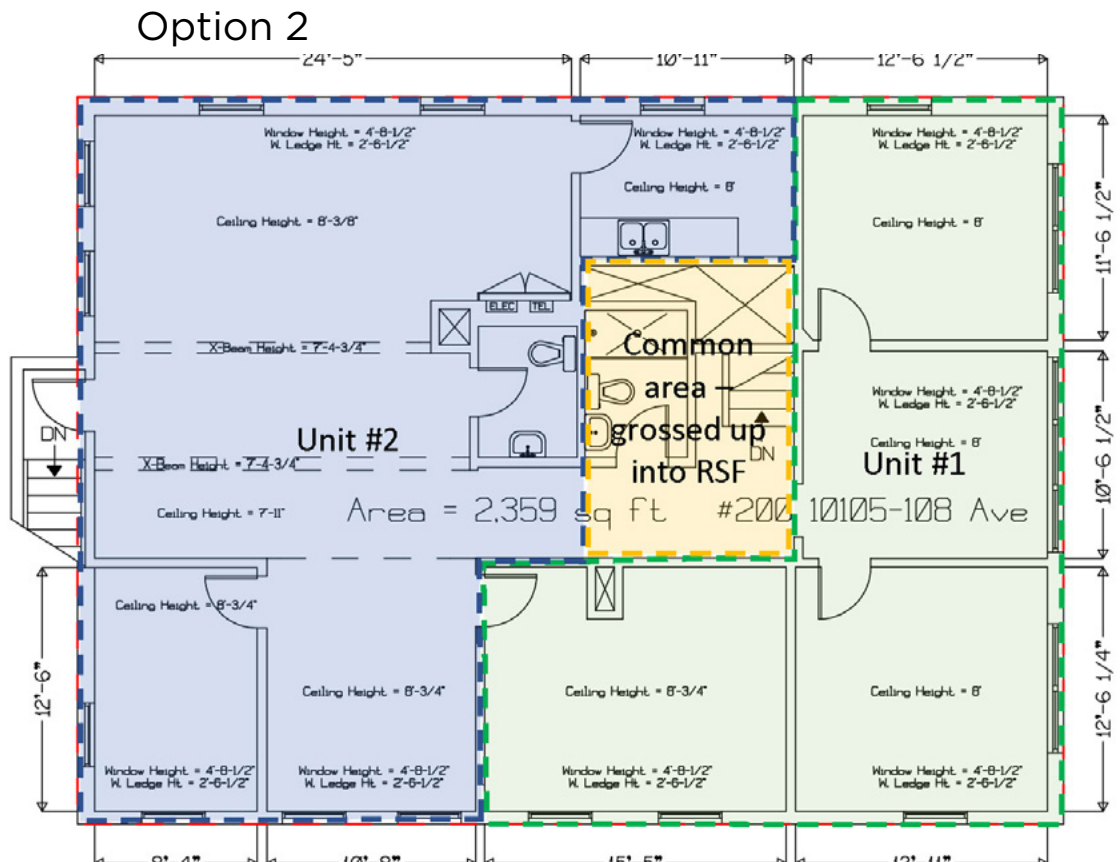 Option 2
24'-5"
10'-11"
12'-6 1/2"
Window Height = 4'-8-1/2"
W. Ledge Ht. = 2'-6-1/2"
Window Height = 4'-8-1/2"
W. Ledge Ht. = 2'-6-1/2"
Window Height = 4'-8-1/2"
W. Ledge Ht. = 2'-6-1/2"
Ceiling Height = 8'
Ceiling Height = 8'-3/8"
Ceiling Height = 8'
11'-6 1/2"
ELEC
TEL
X-Beam Height = 7'-4-3/4"
Common
area –
grossed up
into RSF
DN
Window Height = 4'-8-1/2"
W. Ledge Ht. = 2'-6-1/2"
Ceiling Height = 8'
Unit #1
10'-6 1/2"
DN
Unit #2
X-Beam Height = 7'-4-3/4"
Ceiling Height = 7'-11"
Area = 2,359 sq ft #200 10105-108 Ave
12'-6"
Ceiling Height = 8'-3/4"
Ceiling Height = 8'-3/4"
Ceiling Height = 8'-3/4"
Ceiling Height = 8'
12'-6 1/4"
Window Height = 4'-8-1/2"
W. Ledge Ht. = 2'-6-1/2"
Window Height = 4'-8-1/2"
W. Ledge Ht. = 2'-6-1/2"
Window Height = 4'-8-1/2"
W. Ledge Ht. = 2'-6-1/2"
Window Height = 4'-8-1/2"
W. Ledge Ht. = 2'-6-1/2"
15'-5"